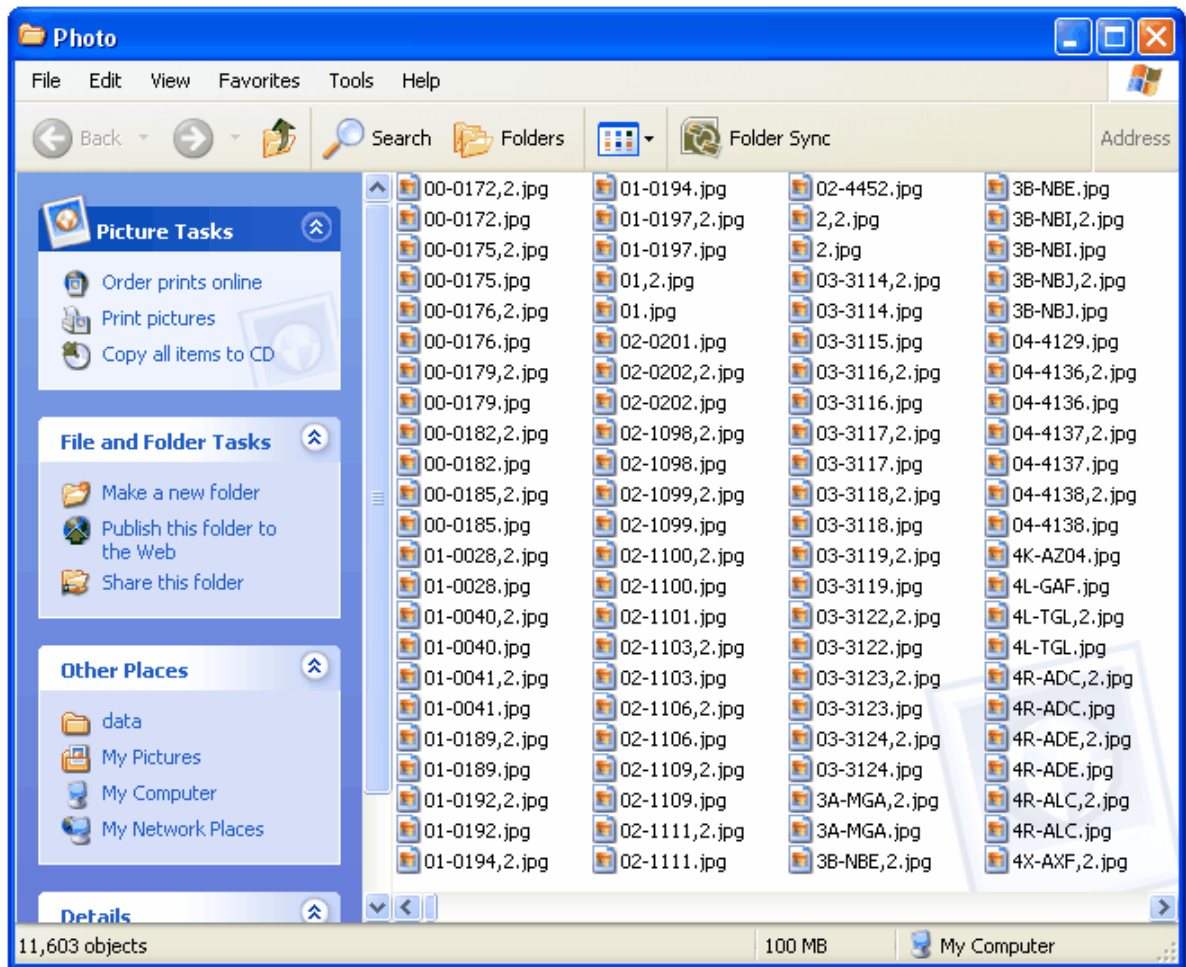 Photo
File Edit View Favorites Tools Help
Back Search Folders Folder Sync Address
Picture Tasks
Order prints online
Print pictures
Copy all items to CD
File and Folder Tasks
Make a new folder
Publish this folder to
the Web
Share this folder
Other Places
data
My Pictures
My Computer
My Network Places
Details
00-0172,2.jpg
00-0172.jpg
00-0175,2.jpg
00-0175.jpg
00-0176,2.jpg
00-0176.jpg
00-0179,2.jpg
00-0179.jpg
00-0182,2.jpg
00-0182.jpg
00-0185,2.jpg
00-0185.jpg
01-0028,2.jpg
01-0028.jpg
01-0040,2.jpg
01-0040.jpg
01-0041,2.jpg
01-0041.jpg
01-0189,2.jpg
01-0189.jpg
01-0192,2.jpg
01-0192.jpg
01-0194,2.jpg
01-0194.jpg
01-0197,2.jpg
01-0197.jpg
01,2.jpg
01.jpg
02-0201.jpg
02-0202,2.jpg
02-0202.jpg
02-1098,2.jpg
02-1098.jpg
02-1099,2.jpg
02-1099.jpg
02-1100,2.jpg
02-1100.jpg
02-1101.jpg
02-1103,2.jpg
02-1103.jpg
02-1106,2.jpg
02-1106.jpg
02-1109,2.jpg
02-1109.jpg
02-1111,2.jpg
02-1111.jpg
02-4452.jpg
2,2.jpg
2.jpg
03-3114,2.jpg
03-3114.jpg
03-3115.jpg
03-3116,2.jpg
03-3116.jpg
03-3117,2.jpg
03-3117.jpg
03-3118,2.jpg
03-3118.jpg
03-3119,2.jpg
03-3119.jpg
03-3122,2.jpg
03-3122.jpg
03-3123,2.jpg
03-3123.jpg
03-3124,2.jpg
03-3124.jpg
3A-MGA,2.jpg
3A-MGA.jpg
3B-NBE,2.jpg
3B-NBE.jpg
3B-NBI,2.jpg
3B-NBI.jpg
3B-NBJ,2.jpg
3B-NBJ.jpg
04-4129.jpg
04-4136,2.jpg
04-4136.jpg
04-4137,2.jpg
04-4137.jpg
04-4138,2.jpg
04-4138.jpg
4K-AZ04.jpg
4L-GAF.jpg
4L-TGL,2.jpg
4L-TGL.jpg
4R-ADC,2.jpg
4R-ADC.jpg
4R-ADE,2.jpg
4R-ADE.jpg
4R-ALC,2.jpg
4R-ALC.jpg
4X-AXF,2.jpg
11,603 objects 100 MB My Computer